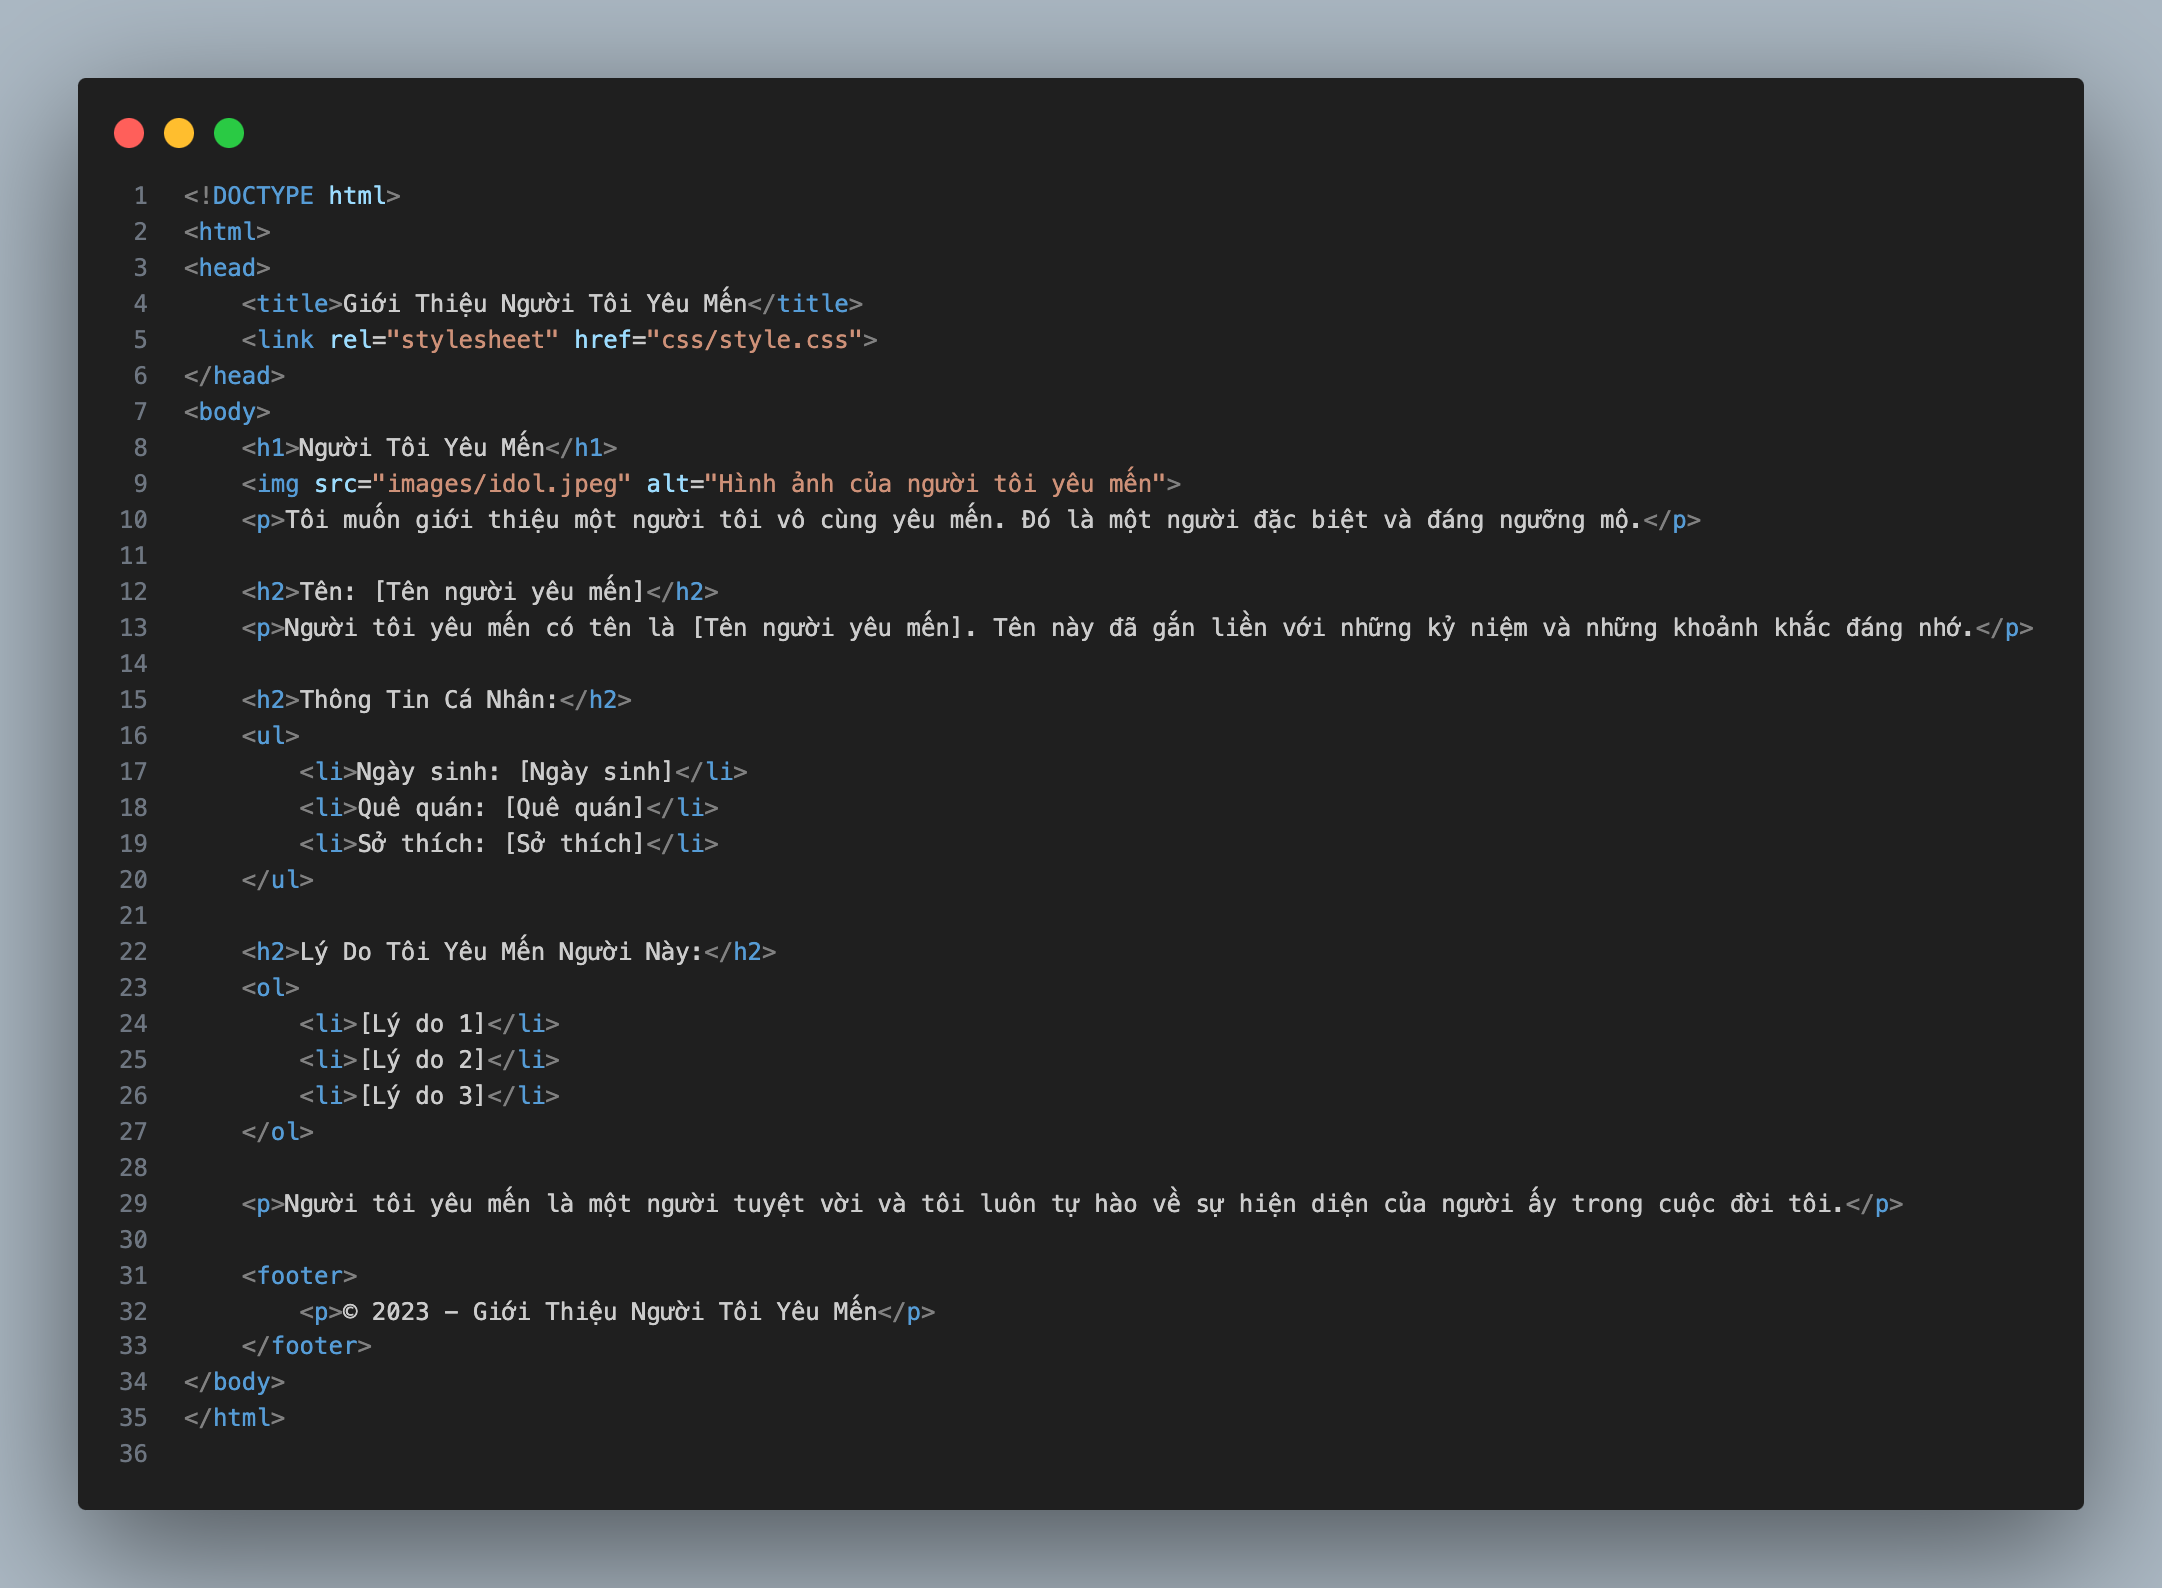 1 <!DOCTYPE html>
2 <html>
3 <head>
4     <title>Giới Thiệu Người Tôi Yêu Mến</title>
5     <link rel="stylesheet" href="css/style.css">
6 </head>
7 <body>
8     <h1>Người Tôi Yêu Mến</h1>
9     <img src="images/idol.jpeg" alt="Hình ảnh của người tôi yêu mến">
10     <p>Tôi muốn giới thiệu một người tôi vô cùng yêu mến. Đó là một người đặc biệt và đáng ngưỡng mộ.</p>
11
12     <h2>Tên: [Tên người yêu mến]</h2>
13     <p>Người tôi yêu mến có tên là [Tên người yêu mến]. Tên này đã gắn liền với những kỷ niệm và những khoảnh khắc đáng nhớ.</p>
14
15     <h2>Thông Tin Cá Nhân:</h2>
16     <ul>
17         <li>Ngày sinh: [Ngày sinh]</li>
18         <li>Quê quán: [Quê quán]</li>
19         <li>Sở thích: [Sở thích]</li>
20     </ul>
21
22     <h2>Lý Do Tôi Yêu Mến Người Này:</h2>
23     <ol>
24         <li>[Lý do 1]</li>
25         <li>[Lý do 2]</li>
26         <li>[Lý do 3]</li>
27     </ol>
28
29     <p>Người tôi yêu mến là một người tuyệt vời và tôi luôn tự hào về sự hiện diện của người ấy trong cuộc đời tôi.</p>
30
31     <footer>
32         <p>© 2023 - Giới Thiệu Người Tôi Yêu Mến</p>
33     </footer>
34 </body>
35 </html>
36